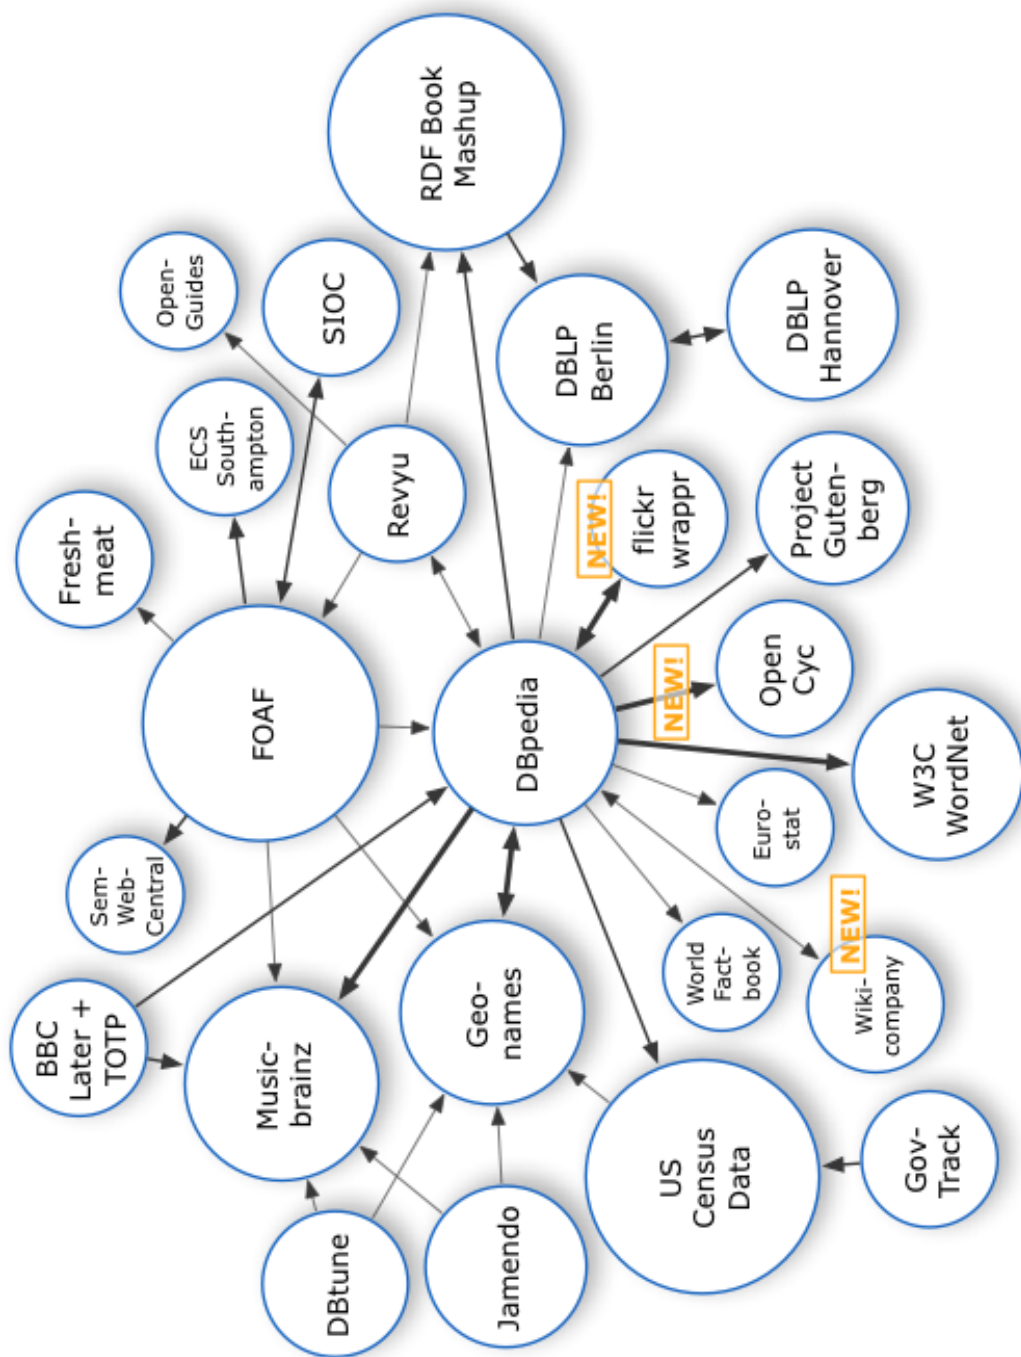 BBC
Later +
TOTP
Fresh-
meat
Sem-
Web-
Central
Open-
Guides
ECS
South-
ampton
FOAF
Music-
brainz
SIOC
DBtune
Revyu
RDF Book
Mashup
Geo-
names
Jamendo
DBpedia
DBLP
Berlin
NEW!
flickr
wrappr
NEW!
US
Census
Data
World
Fact-
book
Euro-
stat
Open
Cyc
DBLP
Hannover
Project
Guten-
berg
NEW!
Wiki-
company
Gov-
Track
W3C
WordNet